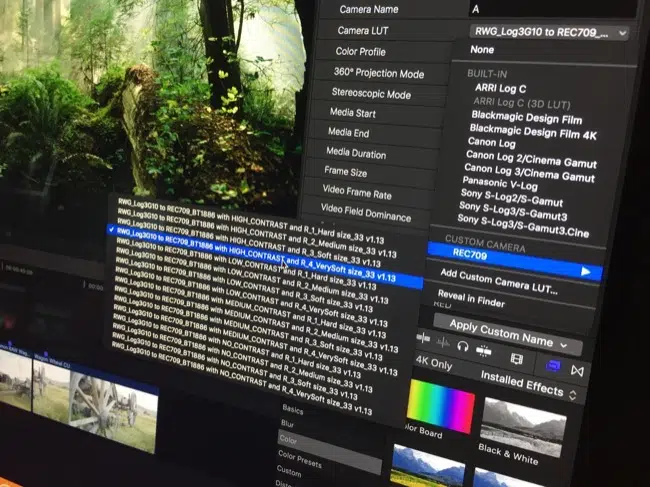 Camera Name
A
Camera LUT
RWG_Log3G10 to REC709_...
Color Profile
None
360° Projection Mode
BUILT-IN
Stereoscopic Mode
ARRI Log C
ARRI Log C (3D LUT)
Media Start
Blackmagic Design Film
Media End
Blackmagic Design Film 4K
Canon Log
Media Duration
Canon Log 2/Cinema Gamut
Canon Log 3/Cinema Gamut
Frame Size
Panasonic V-Log
Video Frame Rate
Sony S-Log2/S-Gamut
Sony S-Log3/S-Gamut3
Video Field Dominance
Sony S-Log3/S-Gamut3.Cine
CUSTOM CAMERA
REC709
Add Custom Camera LUT...
Reveal in Finder
RWG_Log3G10 to REC709_BT1886 with HIGH_CONTRAST and R_1_Hard size_33 v1.13
RWG_Log3G10 to REC709_BT1886 with HIGH_CONTRAST and R_2_Medium size_33 v1.13
RWG_Log3G10 to REC709_BT1886 with HIGH_CONTRAST and R_3_Soft size_33 v1.13
✓ RWG_Log3G10 to REC709_BT1886 with HIGH_CONTRAST and R_4_VerySoft size_33 v1.13
RWG_Log3G10 to REC709_BT1886 with LOW_CONTRAST and R_1_Hard size_33 v1.13
RWG_Log3G10 to REC709_BT1886 with LOW_CONTRAST and R_2_Medium size_33 v1.13
RWG_Log3G10 to REC709_BT1886 with LOW_CONTRAST and R_3_Soft size_33 v1.13
RWG_Log3G10 to REC709_BT1886 with LOW_CONTRAST and R_4_VerySoft size_33 v1.13
RWG_Log3G10 to REC709_BT1886 with MEDIUM_CONTRAST and R_1_Hard size_33 v1.13
RWG_Log3G10 to REC709_BT1886 with MEDIUM_CONTRAST and R_2_Medium size_33 v1.13
RWG_Log3G10 to REC709_BT1886 with MEDIUM_CONTRAST and R_3_Soft size_33 v1.13
RWG_Log3G10 to REC709_BT1886 with MEDIUM_CONTRAST and R_4_VerySoft size_33 v1.13
RWG_Log3G10 to REC709_BT1886 with NO_CONTRAST and R_1_Hard size_33 v1.13
RWG_Log3G10 to REC709_BT1886 with NO_CONTRAST and R_2_Medium size_33 v1.13
RWG_Log3G10 to REC709_BT1886 with NO_CONTRAST and R_3_Soft size_33 v1.13
RWG_Log3G10 to REC709_BT1886 with NO_CONTRAST and R_4_VerySoft size_33 v1.13
Apply Custom Name
4K Only
Installed Effects
Wagon Wheel CU...
Basics
Blur
Color
Color Presets
Custom
lor Board
Black & White